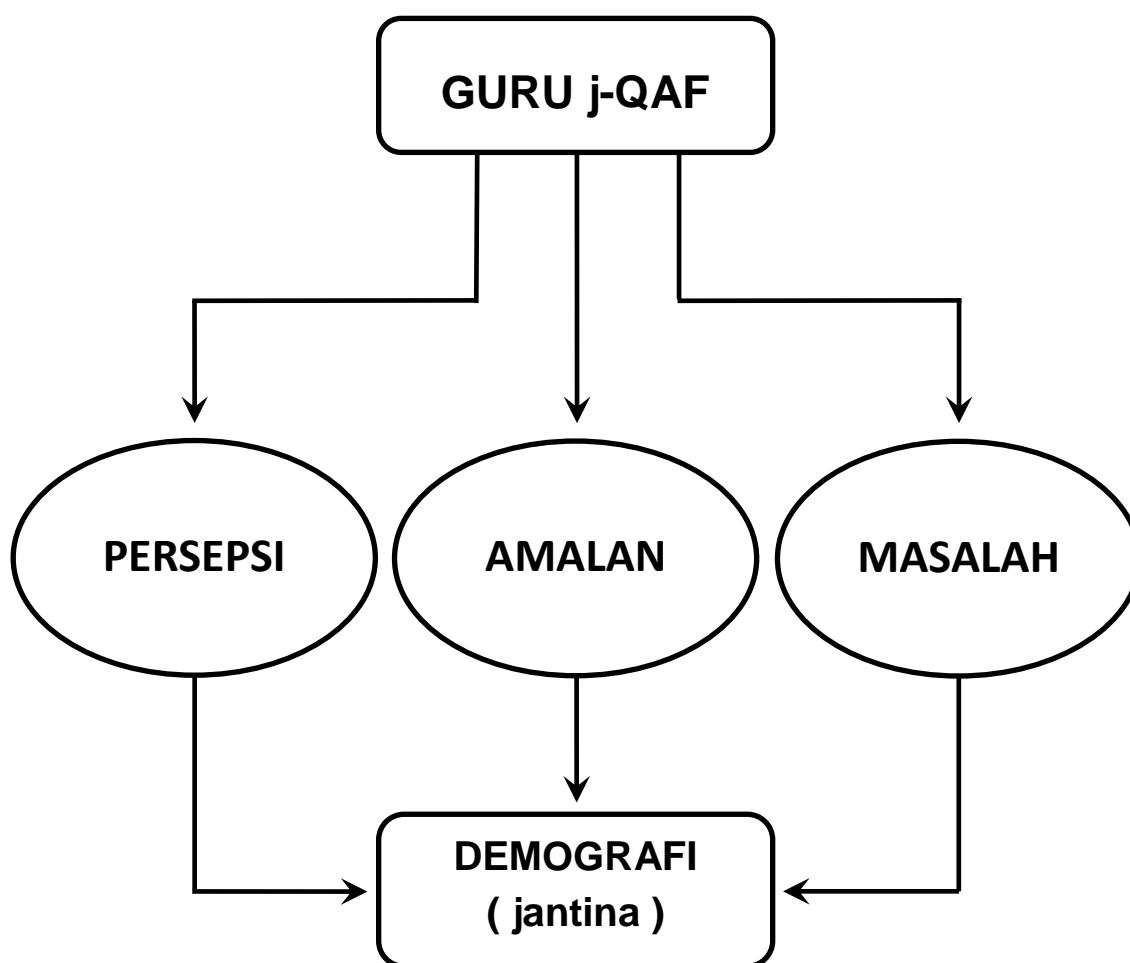 GURU j-QAF
PERSEPSI
AMALAN
MASALAH
DEMOGRAFI
( jantina )